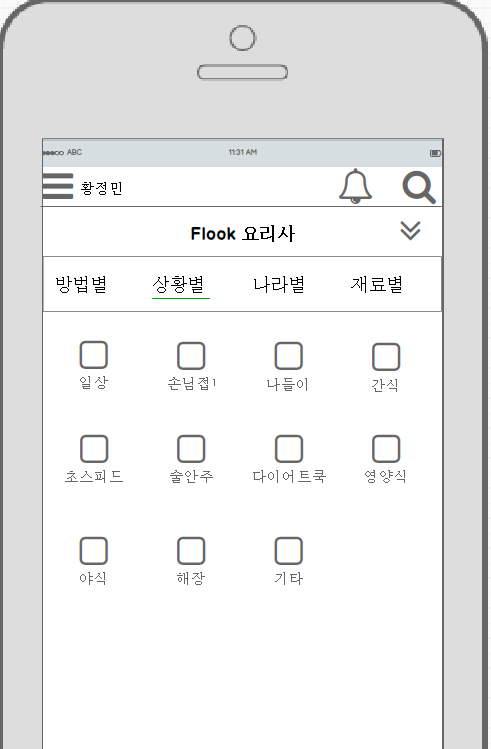 ABC 11:31 AM
황정민
Flook 요리사
방법별 상황별 나라별 재료별
일상 손님접 나들이 간식
초스피드 술안주 다이어트쿡 영양식
야식 해장 기타